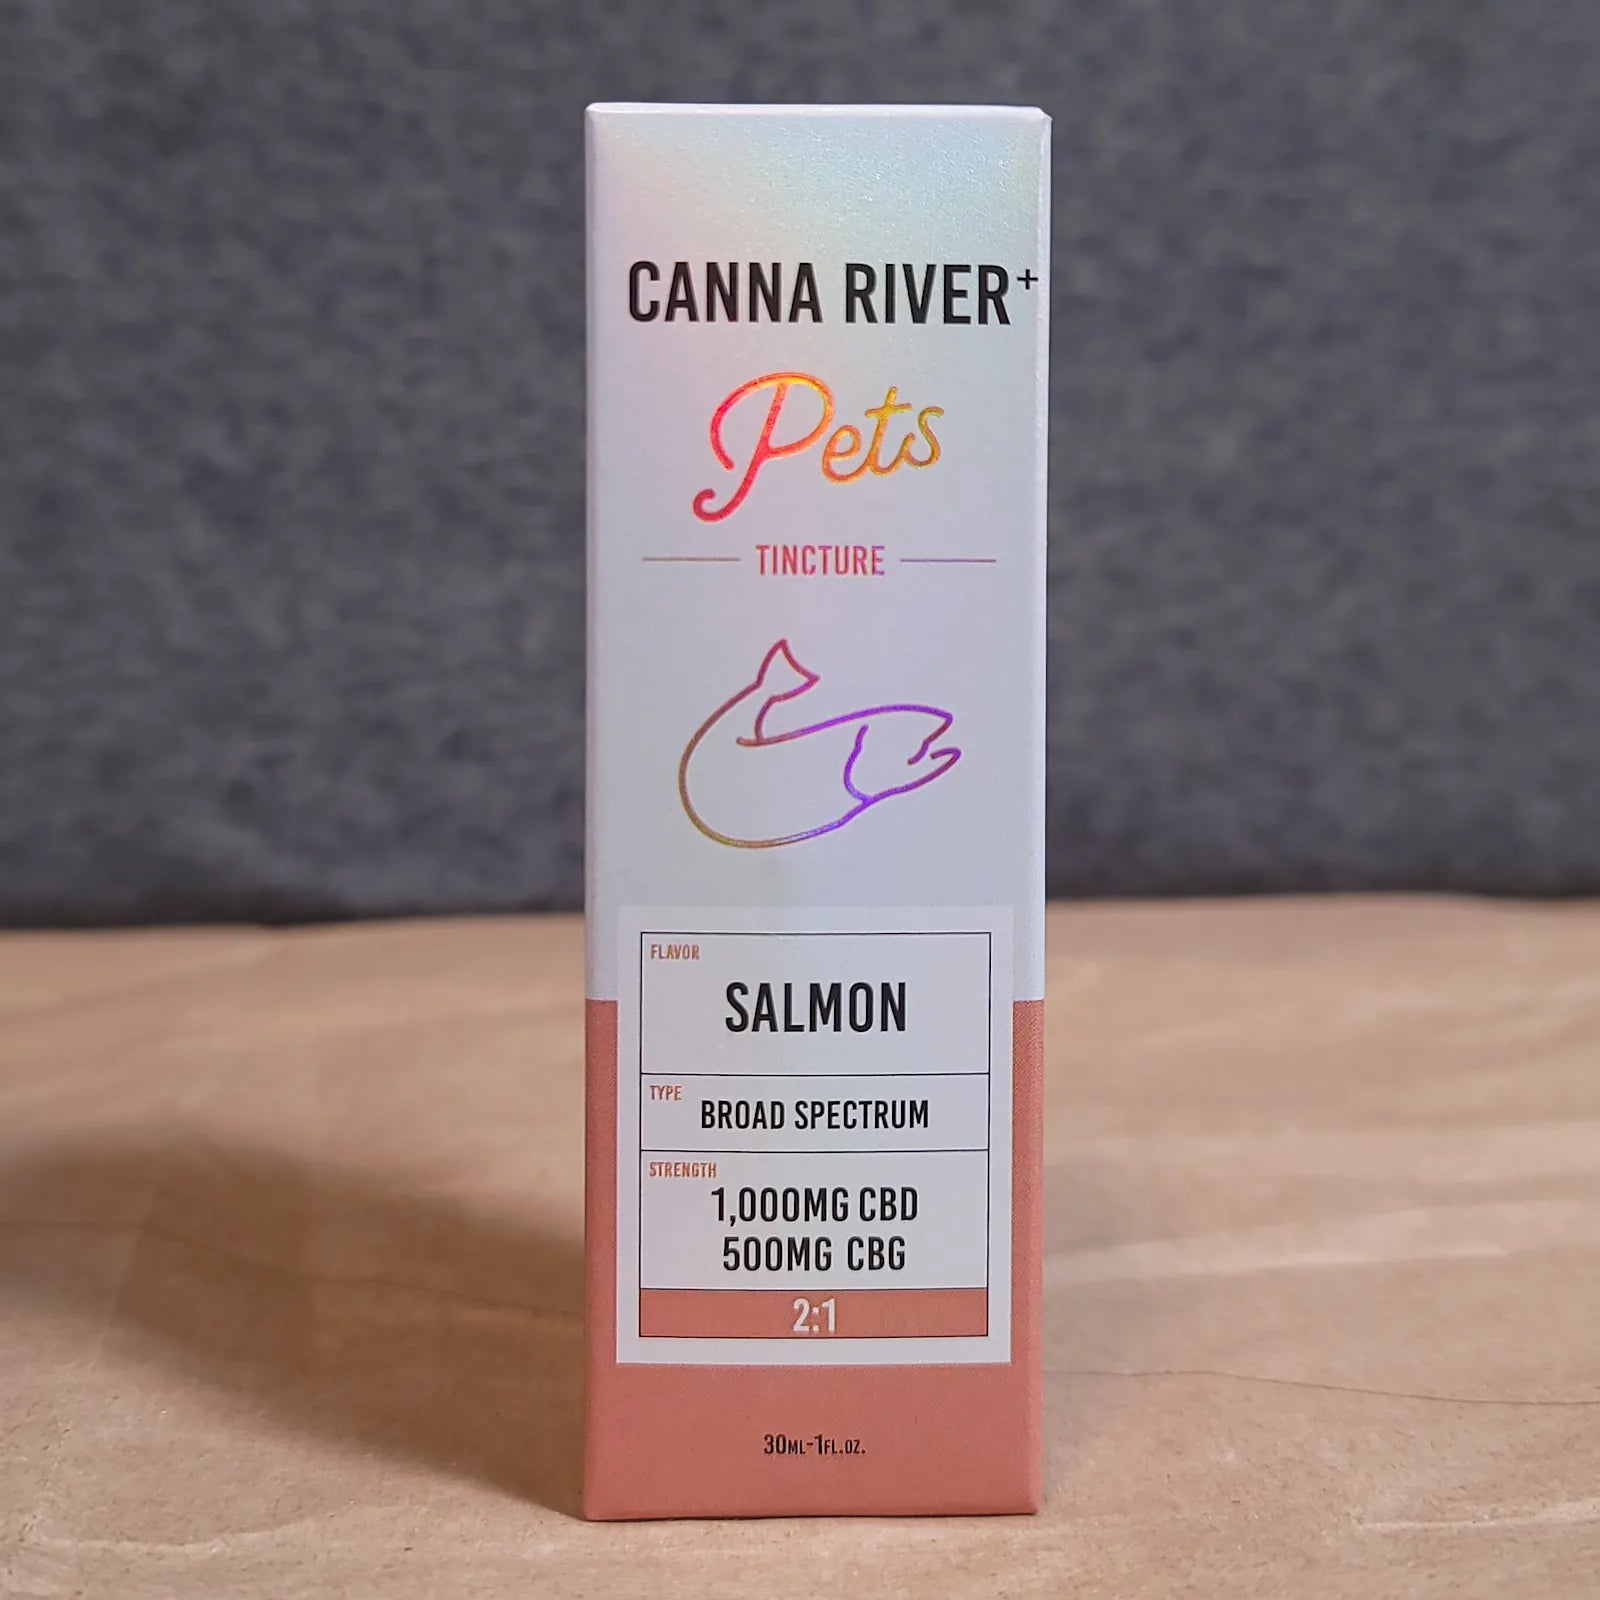 CANNA RIVER+
Pets
TINCTURE
FLAVOR
SALMON
TYPE
BROAD SPECTRUM
STRENGTH
1,000MG CBD
500MG CBG
2:1
30ML-1FL.OZ.